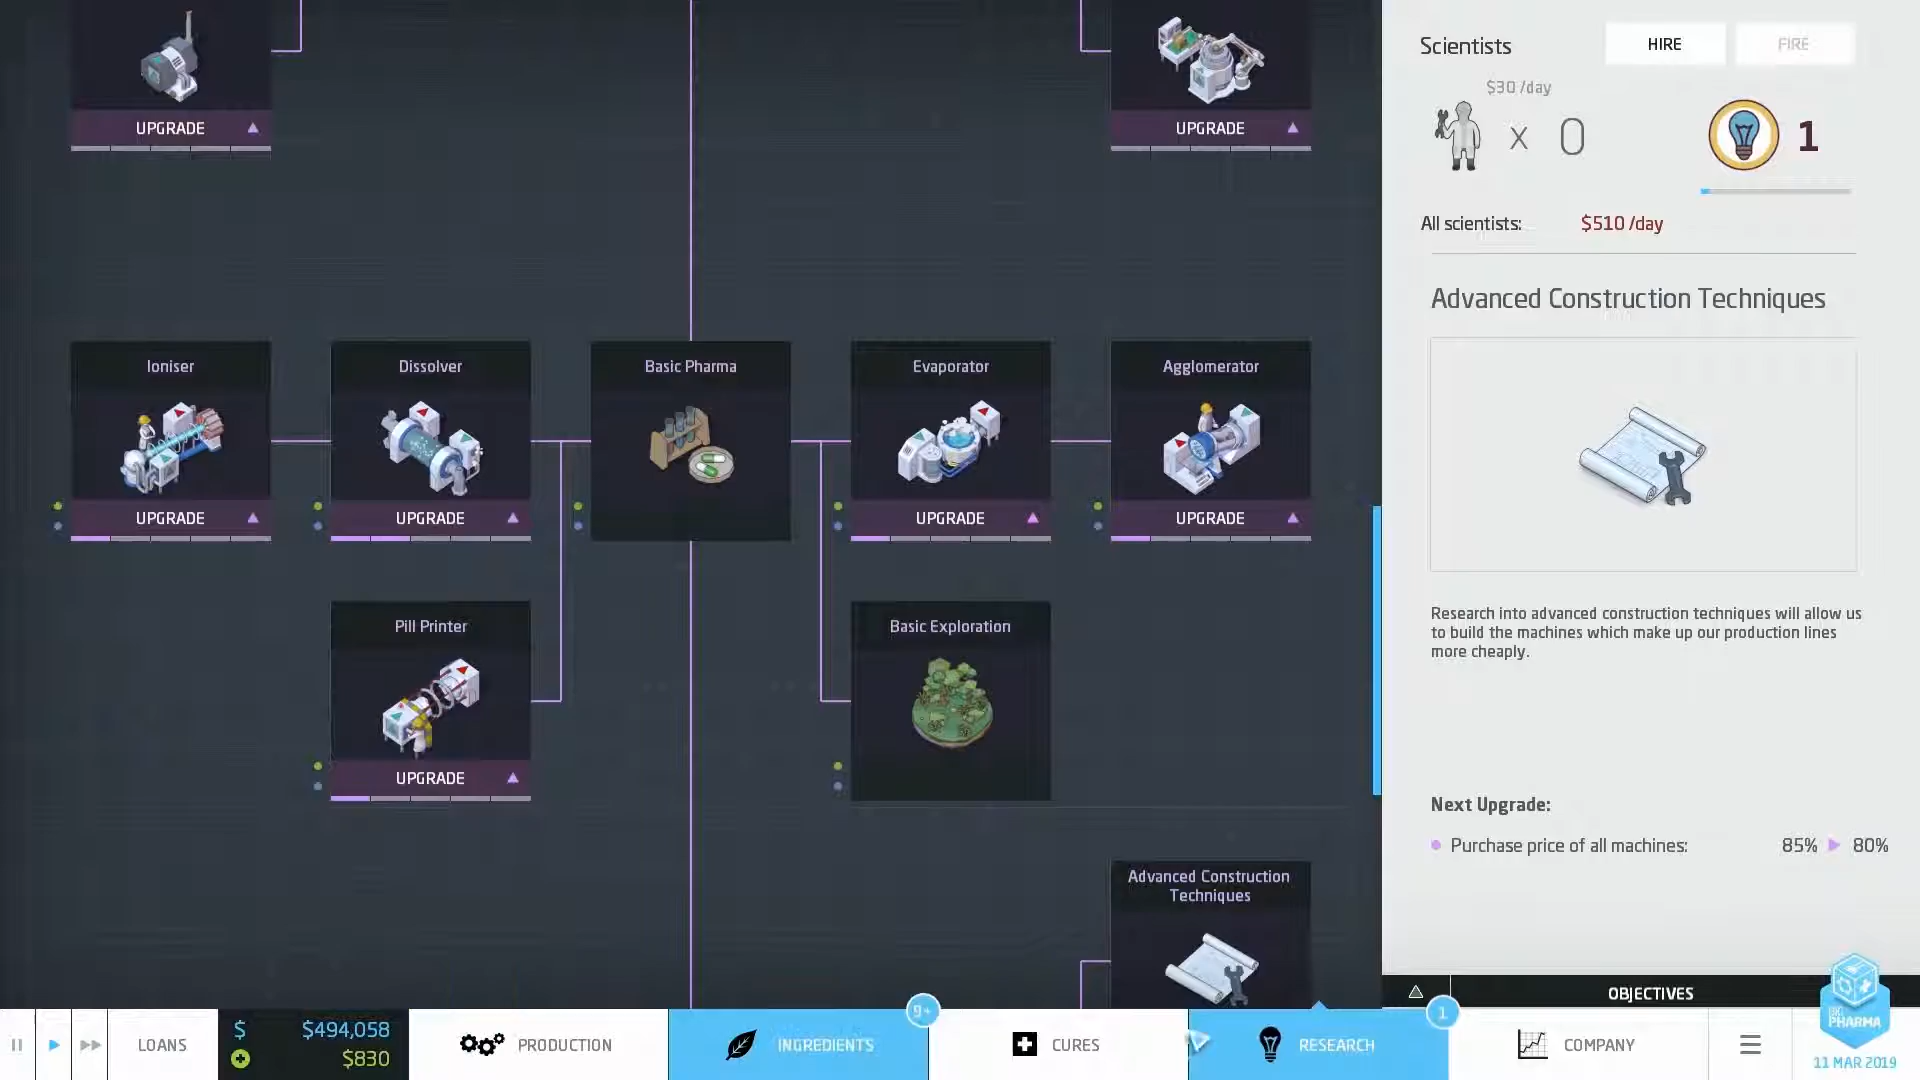 UPGRADE
UPGRADE
Ioniser
Dissolver
Basic Pharma
Evaporator
Agglomerator
UPGRADE
UPGRADE
UPGRADE
UPGRADE
Pill Printer
Basic Exploration
UPGRADE
Advanced Construction
Techniques
Scientists
HIRE
FIRE
$30 /day
X 0
1
All scientists: $510 /day
Advanced Construction Techniques
Research into advanced construction techniques will allow us
to build the machines which make up our production lines
more cheaply.
Next Upgrade:
Purchase price of all machines: 85% 80%
OBJECTIVES
LOANS
$ $494,058
$830
PRODUCTION
9+
INGREDIENTS
CURES
RESEARCH
1
COMPANY
BIG
PHARMA
11 MAR 2019